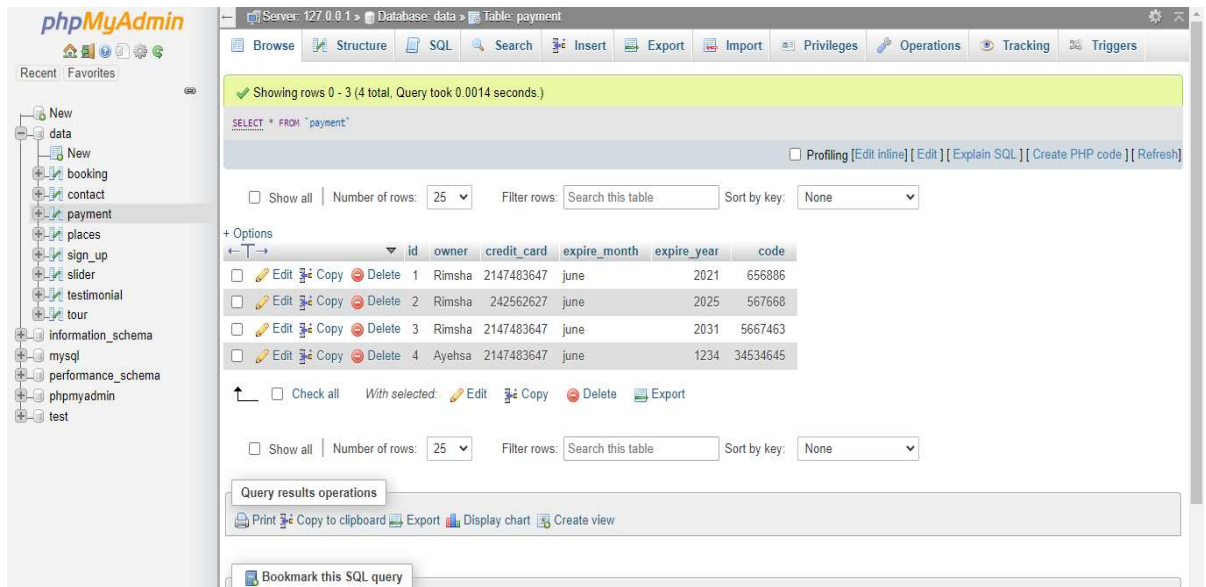 phpMyAdmin
Recent Favorites
New
data
New
booking
contact
payment
places
sign_up
slider
testimonial
tour
information_schema
mysql
performance_schema
phpmyadmin
test
Server: 127.0.0.1 » Database: data » Table: payment
Browse Structure SQL Search Insert Export Import Privileges Operations Tracking Triggers
Showing rows 0 - 3 (4 total, Query took 0.0014 seconds.)
SELECT * FROM `payment`
Profiling [Edit inline] [ Edit ] [ Explain SQL ] [ Create PHP code ] [ Refresh]
Show all | Number of rows: 25 Filter rows: Search this table Sort by key: None
+ Options
←T→ id owner credit_card expire_month expire_year code
Edit Copy Delete 1 Rimsha 2147483647 june 2021 656886
Edit Copy Delete 2 Rimsha 242562627 june 2025 567668
Edit Copy Delete 3 Rimsha 2147483647 june 2031 5667463
Edit Copy Delete 4 Ayehsa 2147483647 june 1234 34534645
Check all With selected: Edit Copy Delete Export
Show all | Number of rows: 25 Filter rows: Search this table Sort by key: None
Query results operations
Print Copy to clipboard Export Display chart Create view
Bookmark this SQL query